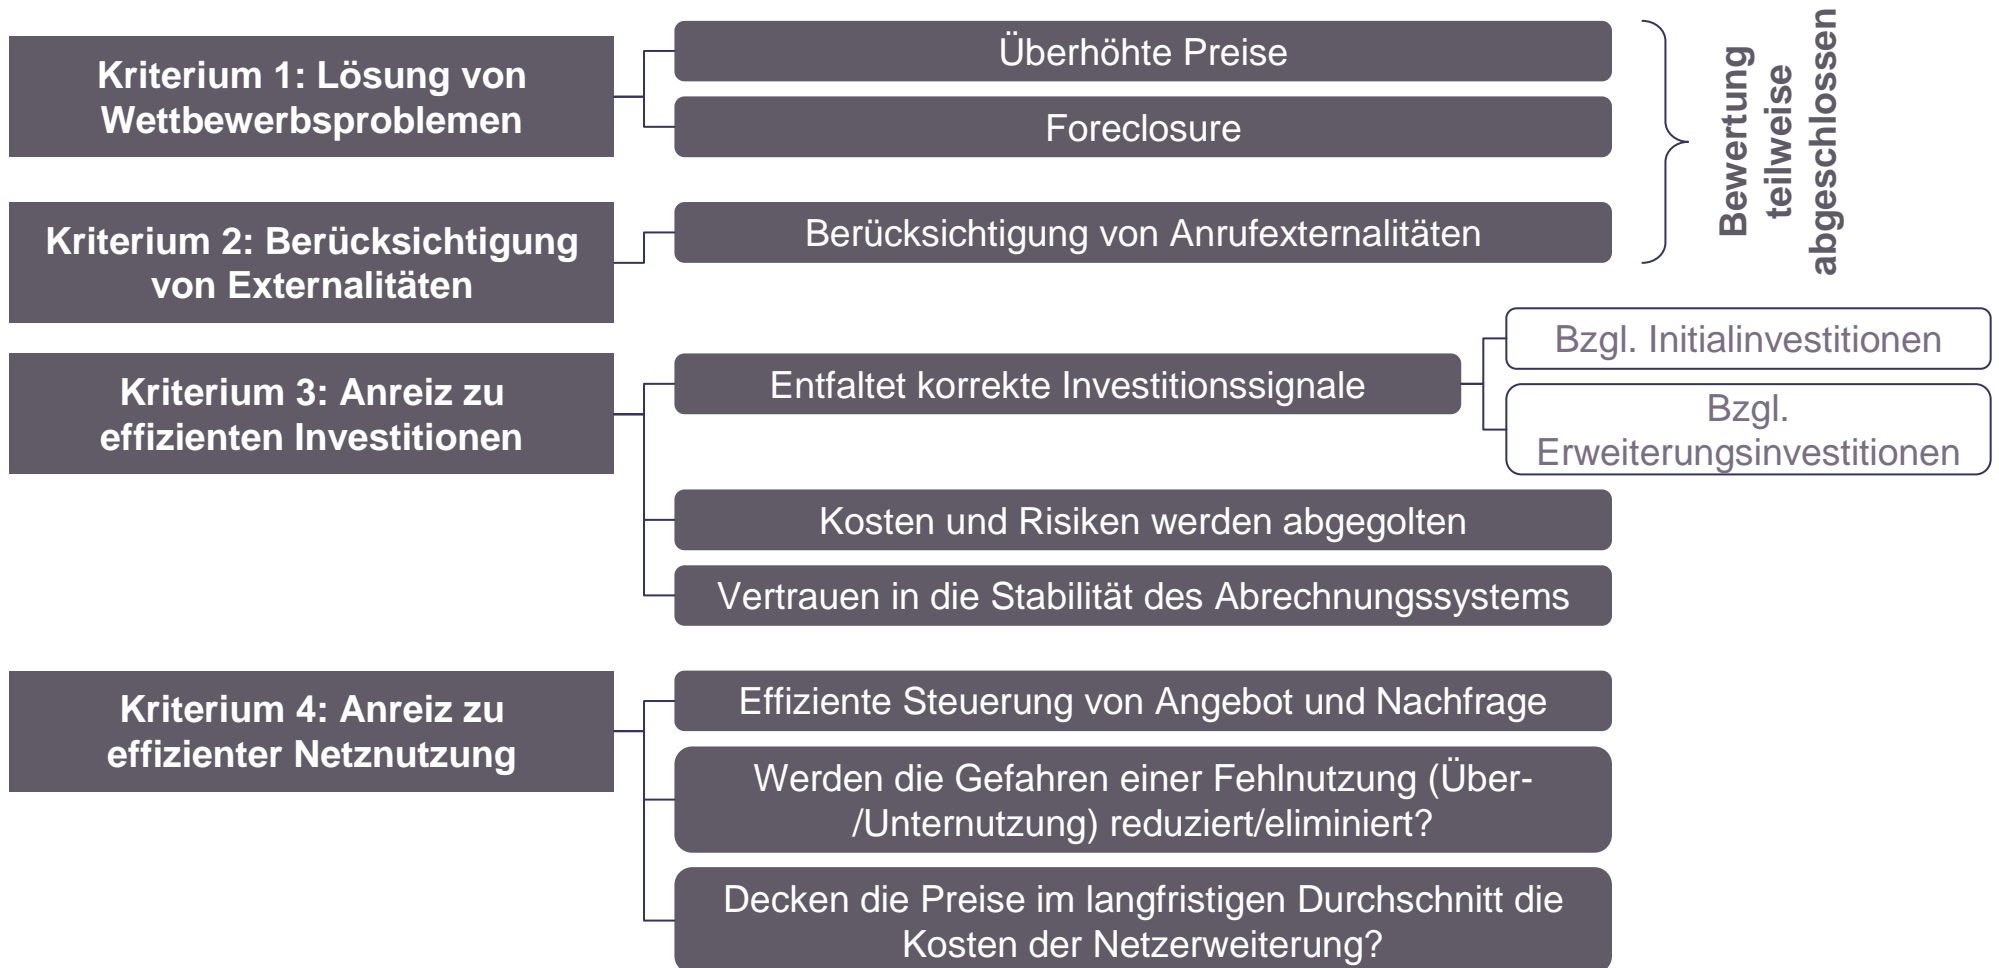 Kriterium 1: Lösung von
Wettbewerbsproblemen
Überhöhte Preise
Foreclosure
Bewertung
teilweise
abgeschlossen
Kriterium 2: Berücksichtigung
von Externalitäten
Berücksichtigung von Anrufexternalitäten
Kriterium 3: Anreiz zu
effizienten Investitionen
Entfaltet korrekte Investitionssignale
Bzgl. Initialinvestitionen
Bzgl.
Erweiterungsinvestitionen
Kosten und Risiken werden abgegolten
Vertrauen in die Stabilität des Abrechnungssystems
Kriterium 4: Anreiz zu
effizienter Netznutzung
Effiziente Steuerung von Angebot und Nachfrage
Werden die Gefahren einer Fehlnutzung (Über-
/Unternutzung) reduziert/eliminiert?
Decken die Preise im langfristigen Durchschnitt die
Kosten der Netzerweiterung?